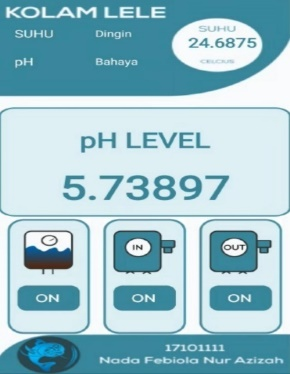 KOLAM LELE
SUHU Dingin
pH Bahaya
SUHU
24.6875
CELCIUS
pH LEVEL
5.73897
IN
OUT
ON
ON
ON
17101111
Nada Febiola Nur Azizah